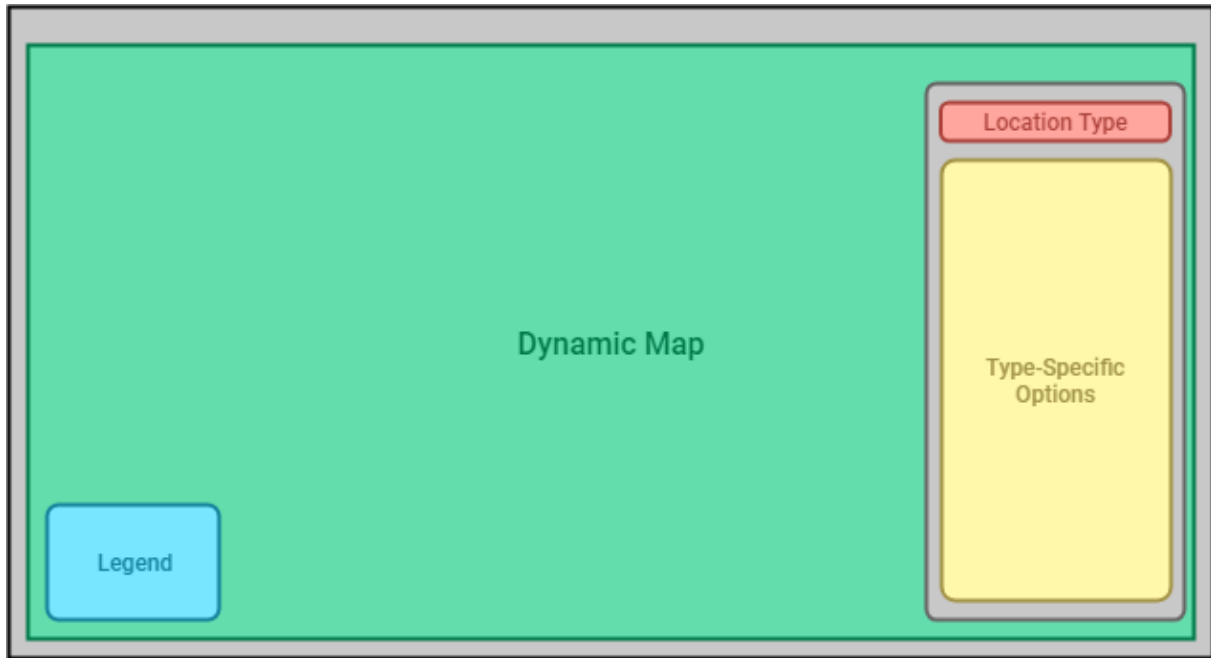 Location Type
Dynamic Map
Type-Specific
Options
Legend